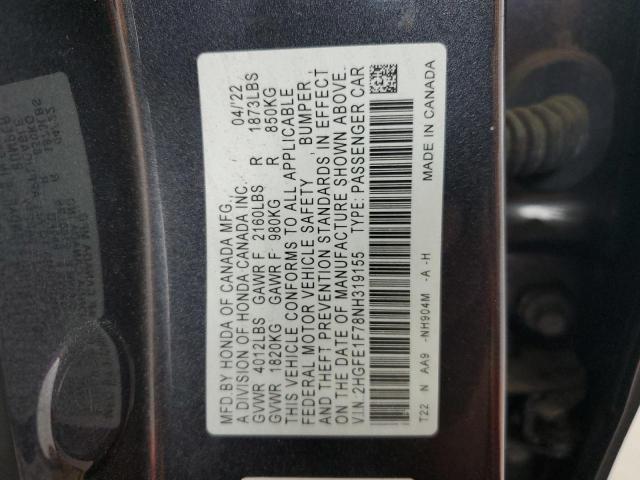 MFD.BY HONDA OF CANADA MFG. 04/'22
A DIVISION OF HONDA CANADA INC.
GVWR 4012LBS GAWR F 2160LBS R 1873LBS
GVWR 1820KG GAWR F 980KG R 850KG
THIS VEHICLE CONFORMS TO ALL APPLICABLE
FEDERAL MOTOR VEHICLE SAFETY, BUMPER,
AND THEFT PREVENTION STANDARDS IN EFFECT
ON THE DATE OF MANUFACTURE SHOWN ABOVE.
V.I.N. 2HGFE1F78NH319155 TYPE: PASSENGER CAR
T22 N AA9 -NH904M -A -H MADE IN CANADA